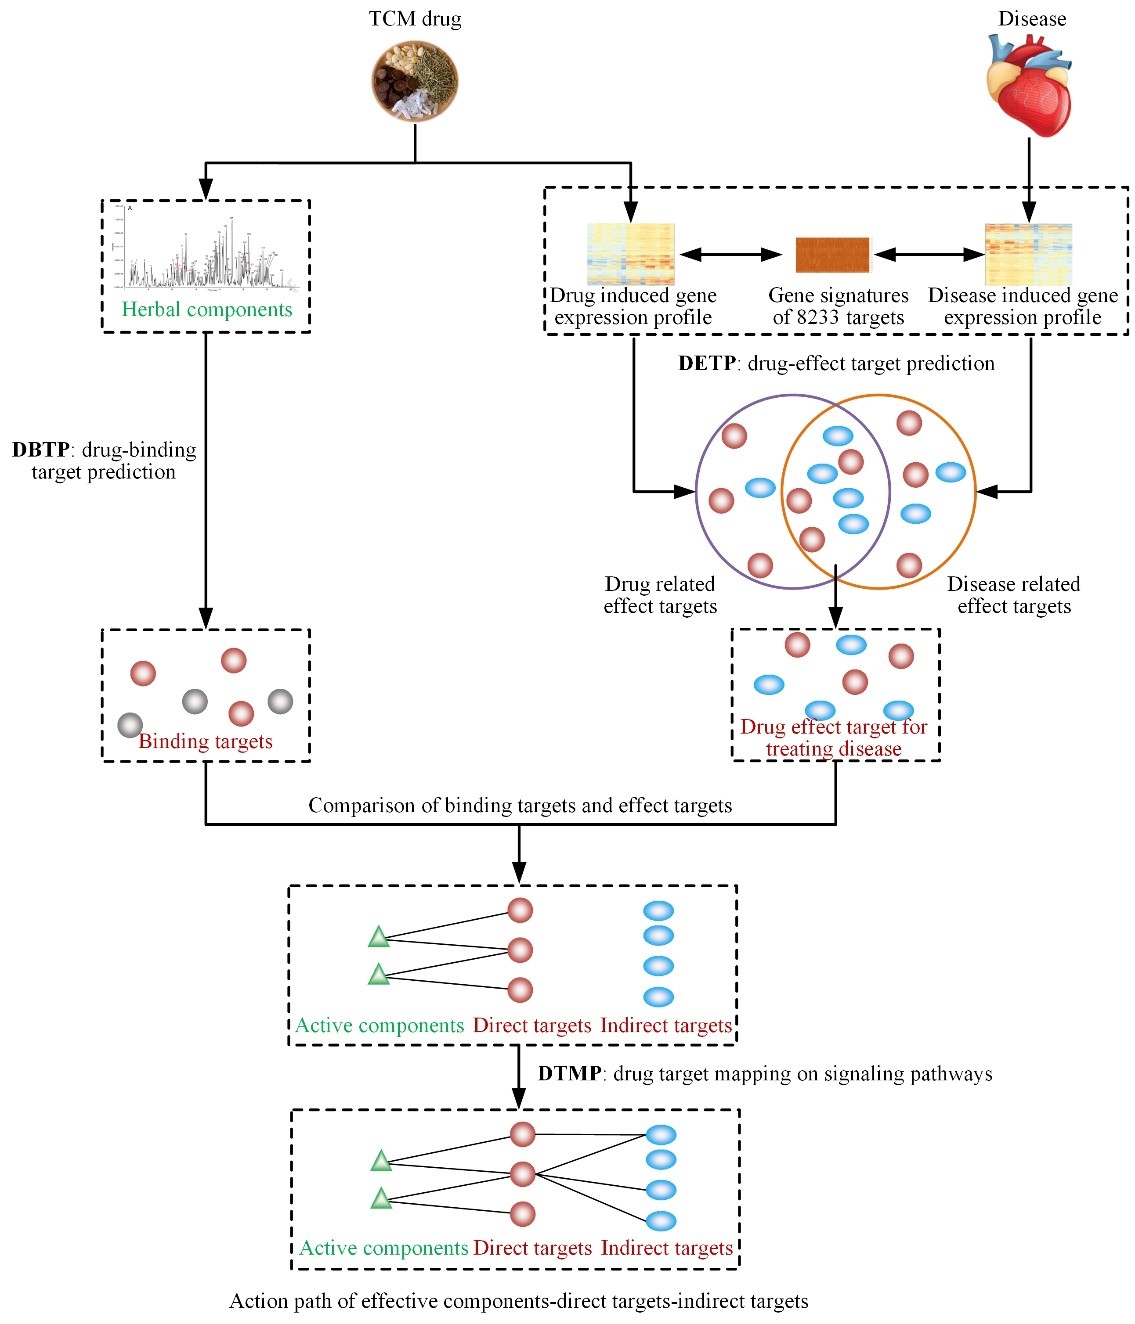 TCM drug
Disease
A
Herbal components
Drug induced gene
expression profile
Gene signatures
of 8233 targets
Disease induced gene
expression profile
DETP: drug-effect target prediction
DBTP: drug-binding
target prediction
Drug related
effect targets
Disease related
effect targets
Binding targets
Drug effect target for
treating disease
Comparison of binding targets and effect targets
Active components
Direct targets
Indirect targets
DTMP: drug target mapping on signaling pathways
Active components
Direct targets
Indirect targets
Action path of effective components-direct targets-indirect targets